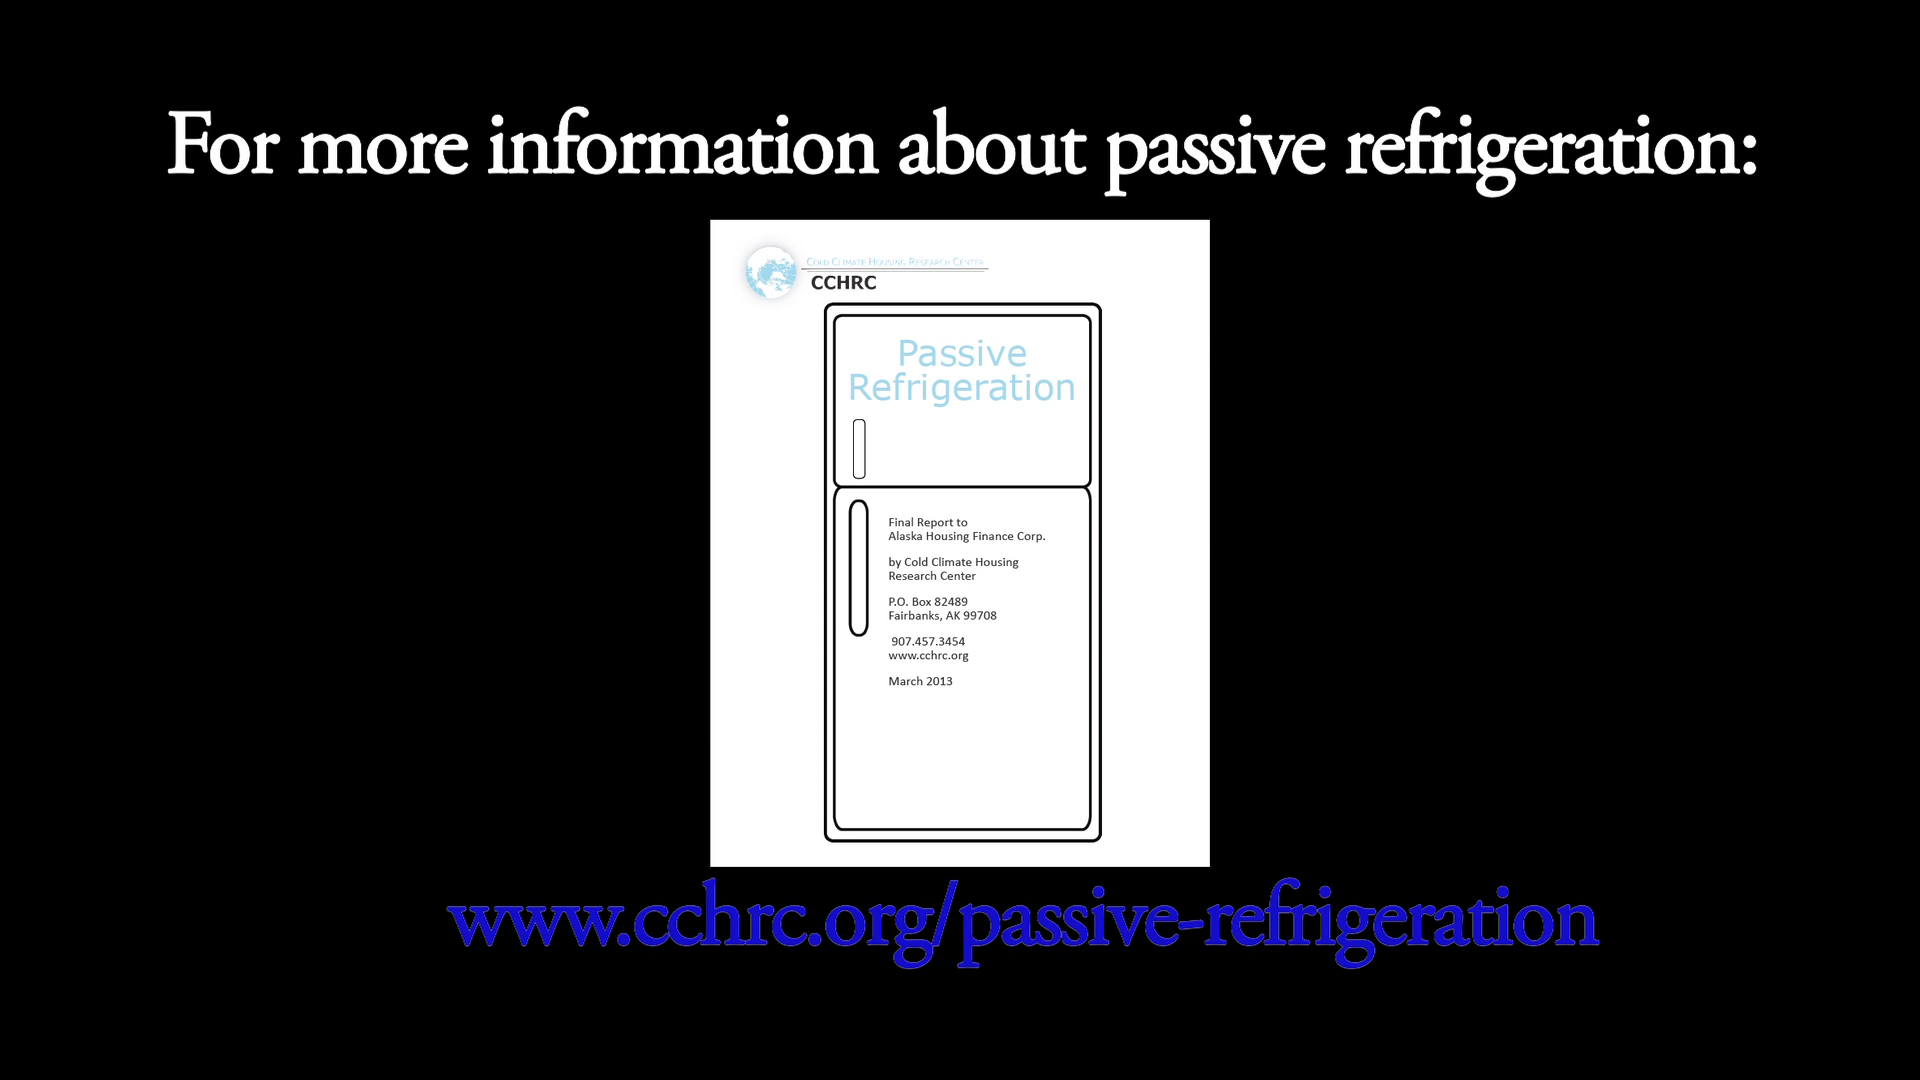 For more information about passive refrigeration:
COLD CLIMATE HOUSING RESEARCH CENTER
CCHRC
Passive
Refrigeration
Final Report to
Alaska Housing Finance Corp.
by Cold Climate Housing
Research Center
P.O. Box 82489
Fairbanks, AK 99708
907.457.3454
www.cchrc.org
March 2013
www.cchrc.org/passive-refrigeration